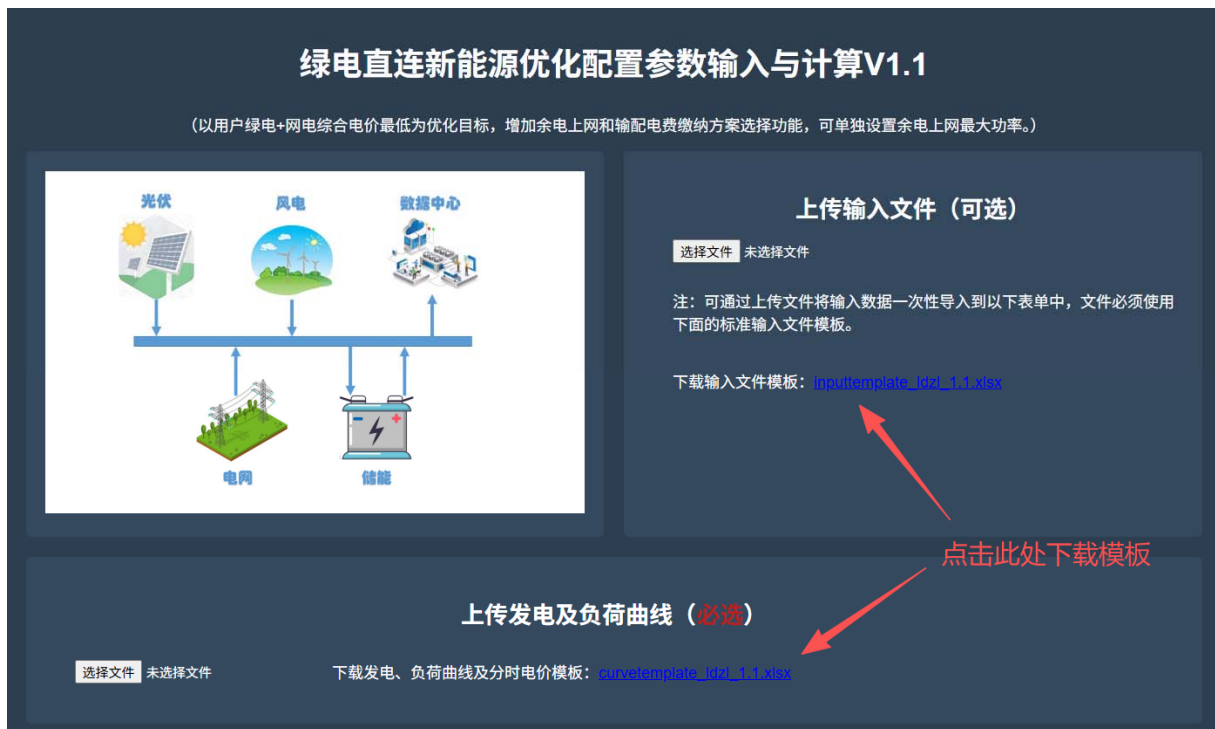 绿电直连新能源优化配置参数输入与计算V1.1
（以用户绿电+网电综合电价最低为优化目标，增加余电上网和输配电费缴纳方案选择功能，可单独设置余电上网最大功率。）
光伏
风电
数据中心
电网
储能
上传输入文件（可选）
选择文件 未选择文件
注：可通过上传文件将输入数据一次性导入到以下表单中，文件必须使用
下面的标准输入文件模板。
下载输入文件模板：inputtemplate_ldzl_1.1.xlsx
点击此处下载模板
上传发电及负荷曲线（必选）
选择文件 未选择文件
下载发电、负荷曲线及分时电价模板：curvetemplate_ldzl_1.1.xlsx